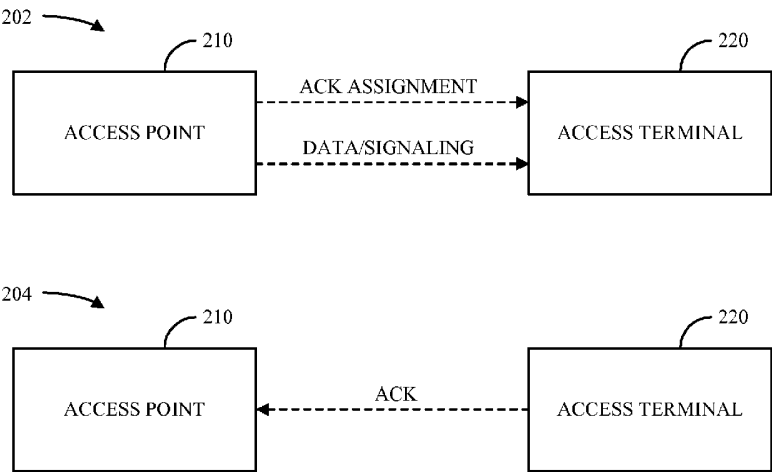 202
210
220
ACCESS POINT
ACK ASSIGNMENT
DATA/SIGNALING
ACCESS TERMINAL
204
210
220
ACCESS POINT
ACK
ACCESS TERMINAL